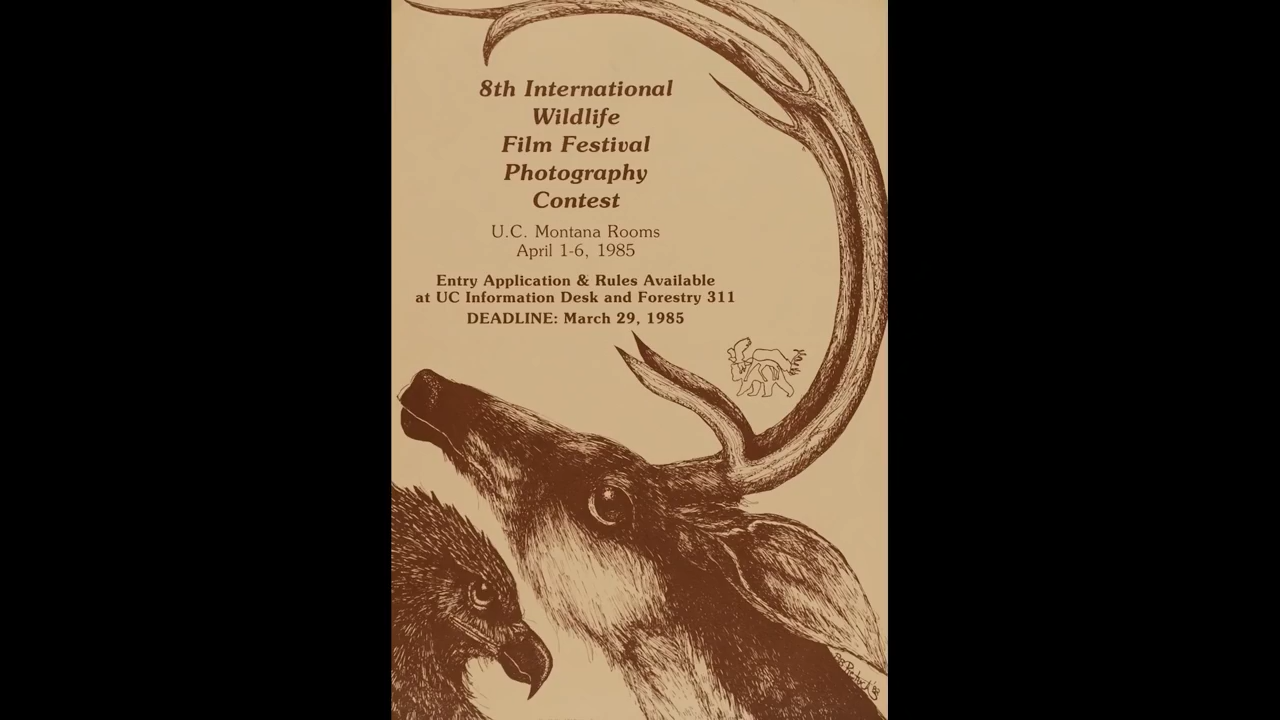 8th International
Wildlife
Film Festival
Photography
Contest
U.C. Montana Rooms
April 1-6, 1985
Entry Application & Rules Available
at UC Information Desk and Forestry 311
DEADLINE: March 29, 1985